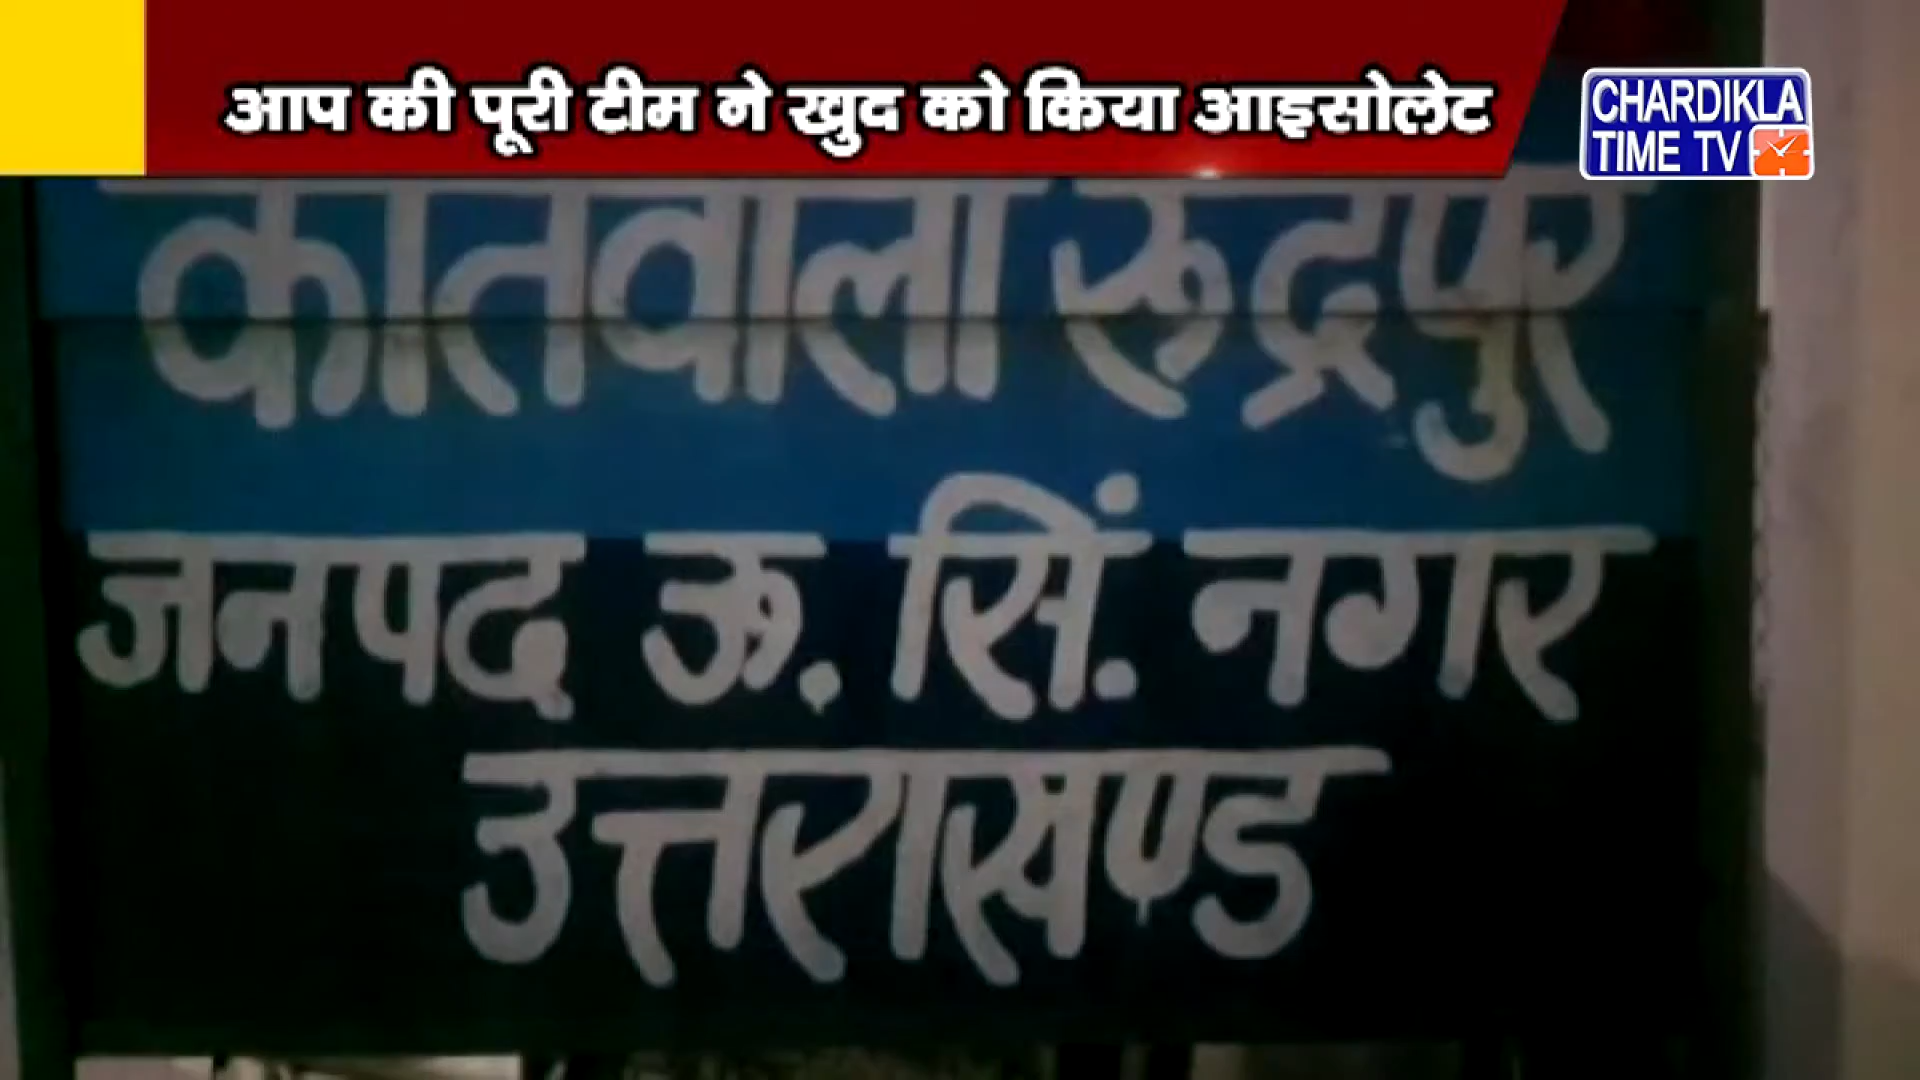 आप की पूरी टीम ने खुद को किया आइसोलेट
CHARDIKLA
TIME TV
कोतवाली रूद्रपुर
जनपद ऊ. सिं. नगर
उत्तराखण्ड